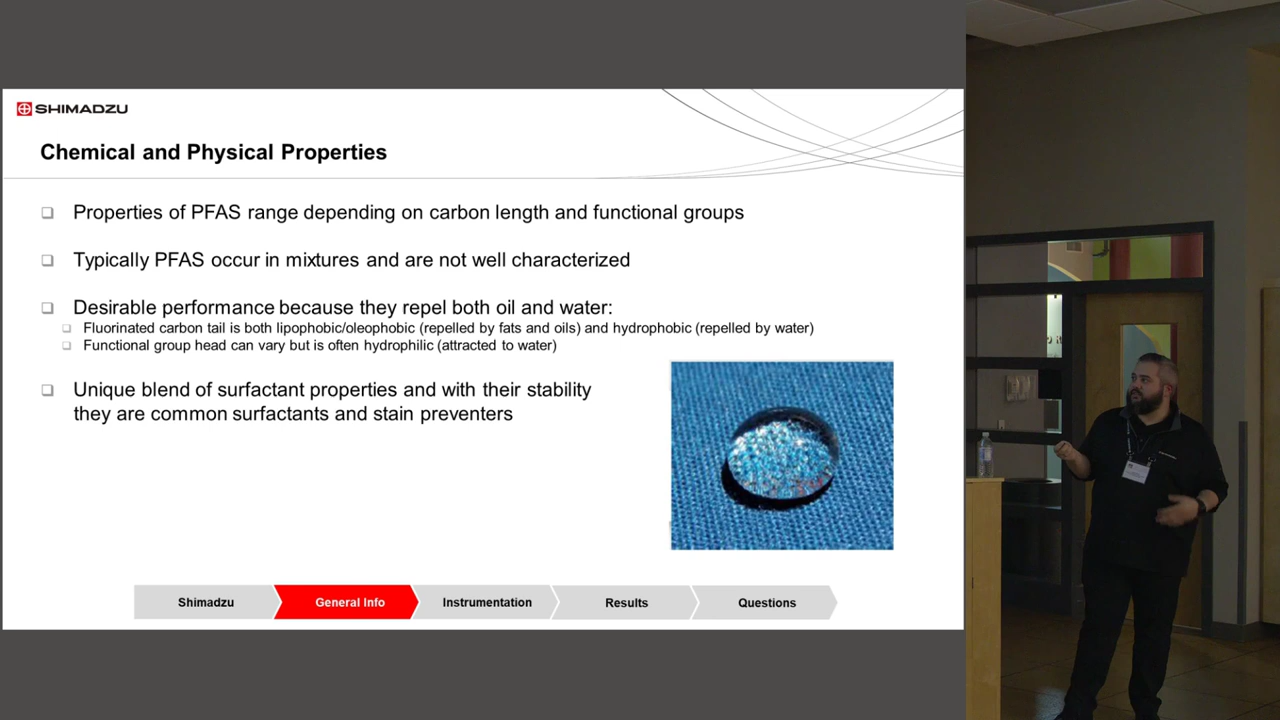 SHIMADZU
Chemical and Physical Properties
Properties of PFAS range depending on carbon length and functional groups
Typically PFAS occur in mixtures and are not well characterized
Desirable performance because they repel both oil and water:
Fluorinated carbon tail is both lipophobic/oleophobic (repelled by fats and oils) and hydrophobic (repelled by water)
Functional group head can vary but is often hydrophilic (attracted to water)
Unique blend of surfactant properties and with their stability
they are common surfactants and stain preventers
Shimadzu
General Info
Instrumentation
Results
Questions